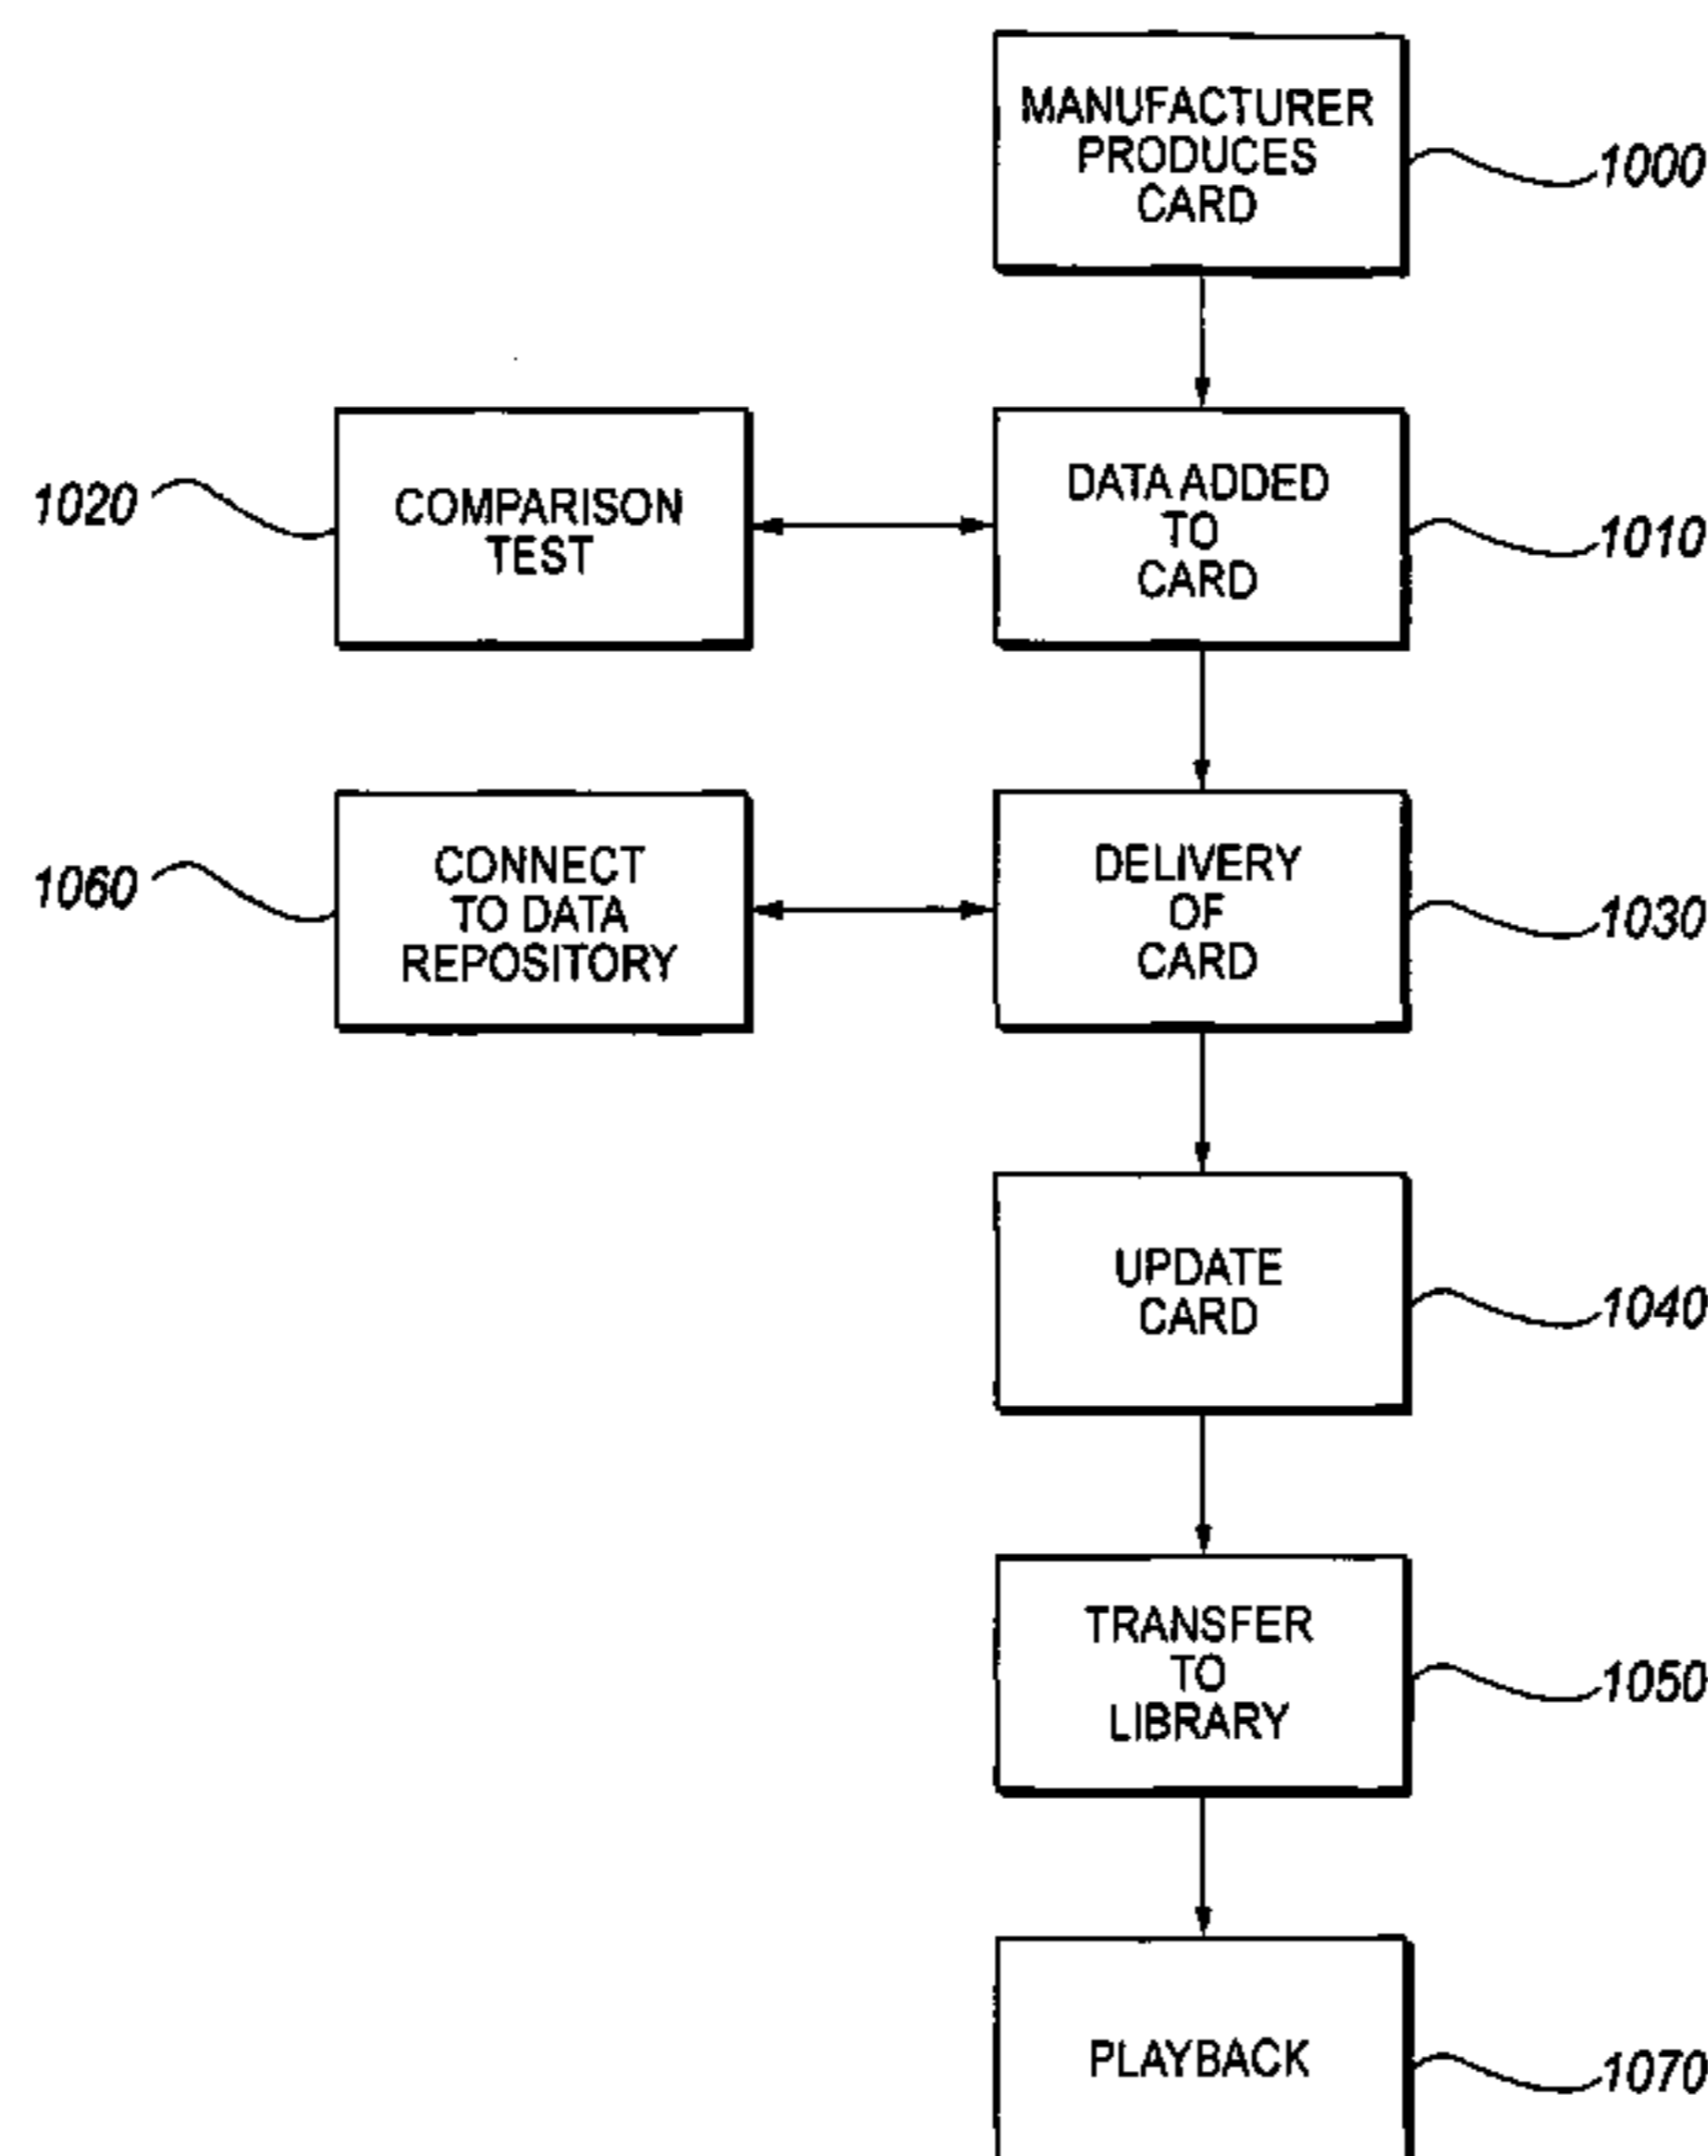 MANUFACTURER
PRODUCES
CARD
1000
1020
COMPARISON
TEST
DATA ADDED
TO
CARD
1010
1060
CONNECT
TO DATA
REPOSITORY
DELIVERY
OF
CARD
1030
UPDATE
CARD
1040
TRANSFER
TO
LIBRARY
1050
PLAYBACK
1070